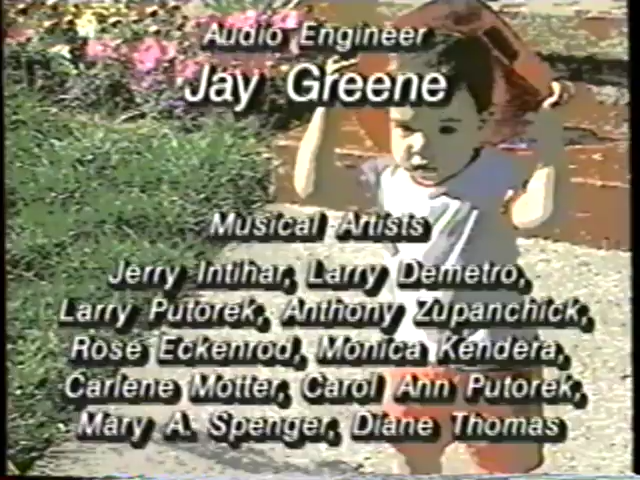 Audio Engineer
Jay Greene
Musical Artists
Jerry Intihar, Larry Demetro,
Larry Putorek, Anthony Zupanchick,
Rose Eckenrod, Monica Kendera,
Carlene Motter, Carol Ann Putorek,
Mary A. Spenger, Diane Thomas